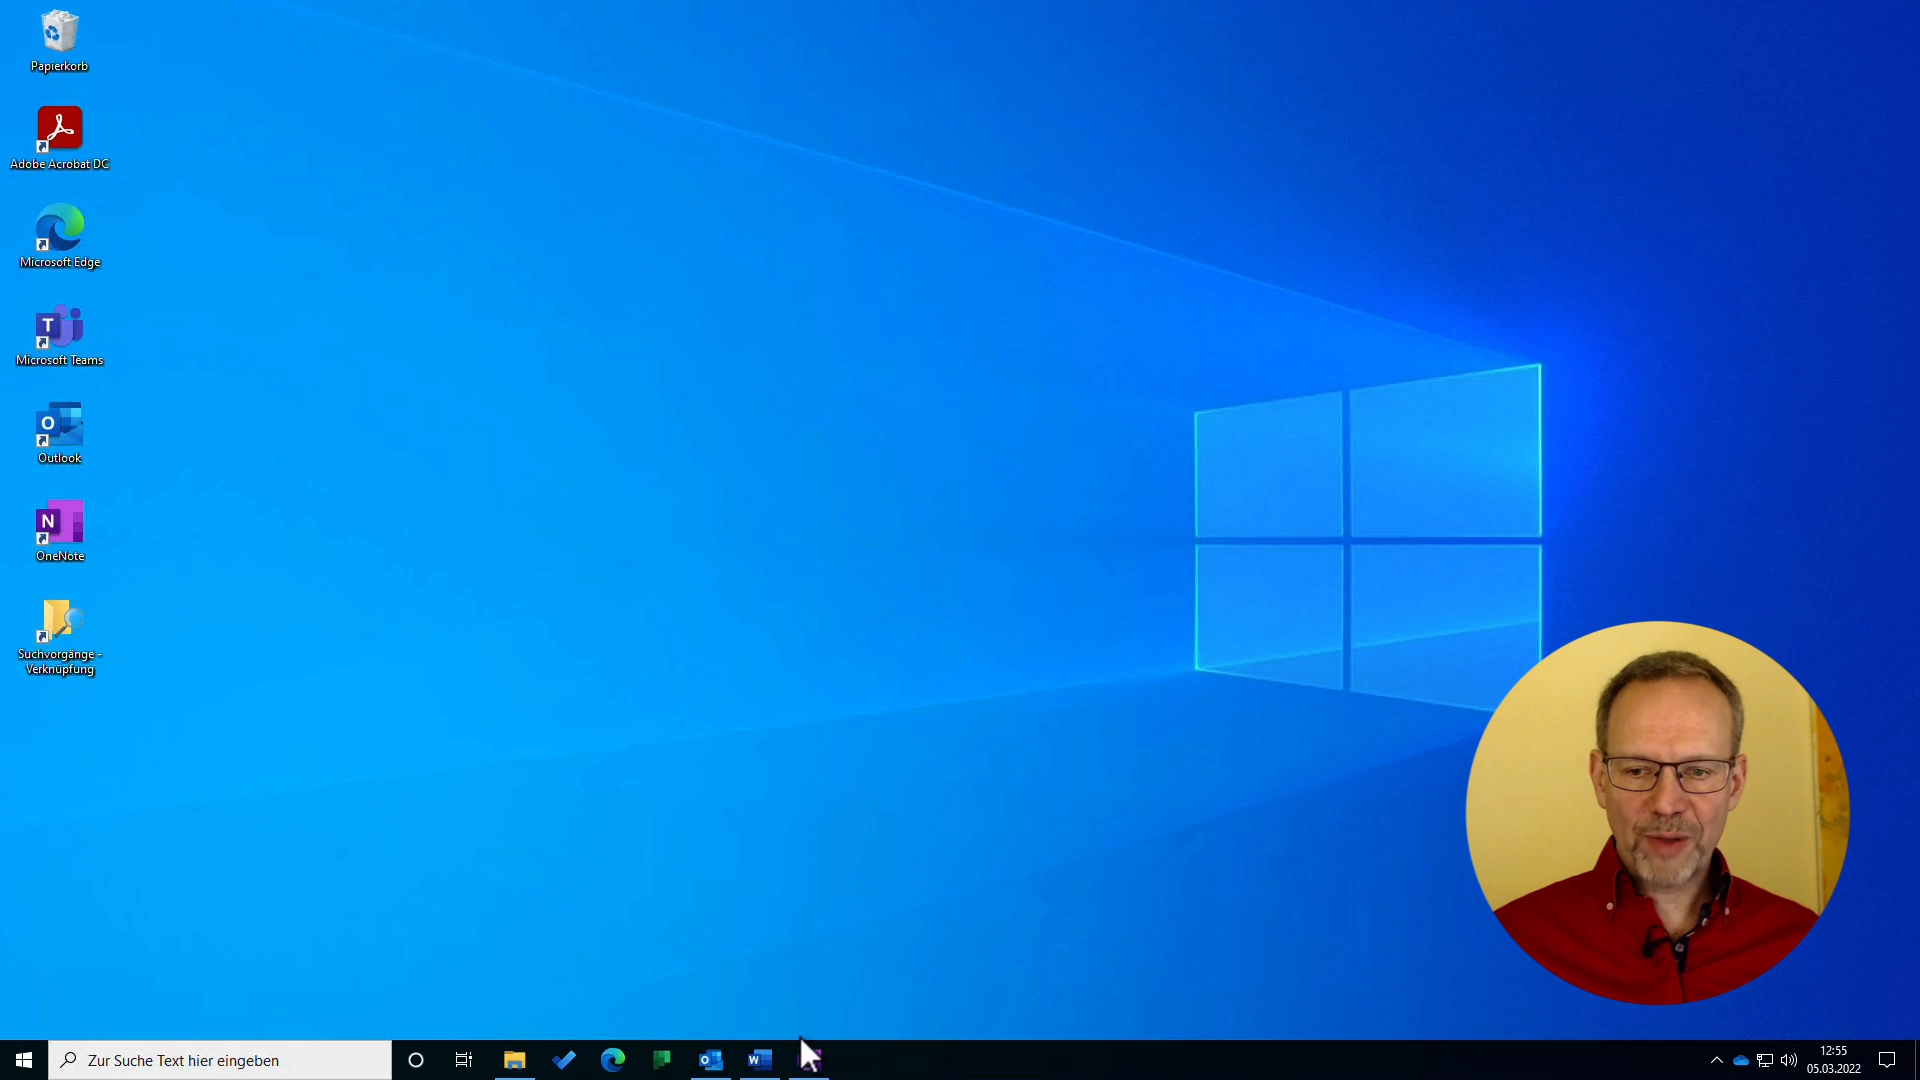 Papierkorb
Adobe Acrobat DC
Microsoft Edge
T
Microsoft Teams
O
Outlook
N
OneNote
Suchvorgänge -
Verknüpfung
Zur Suche Text hier eingeben
O
W
12:55
05.03.2022